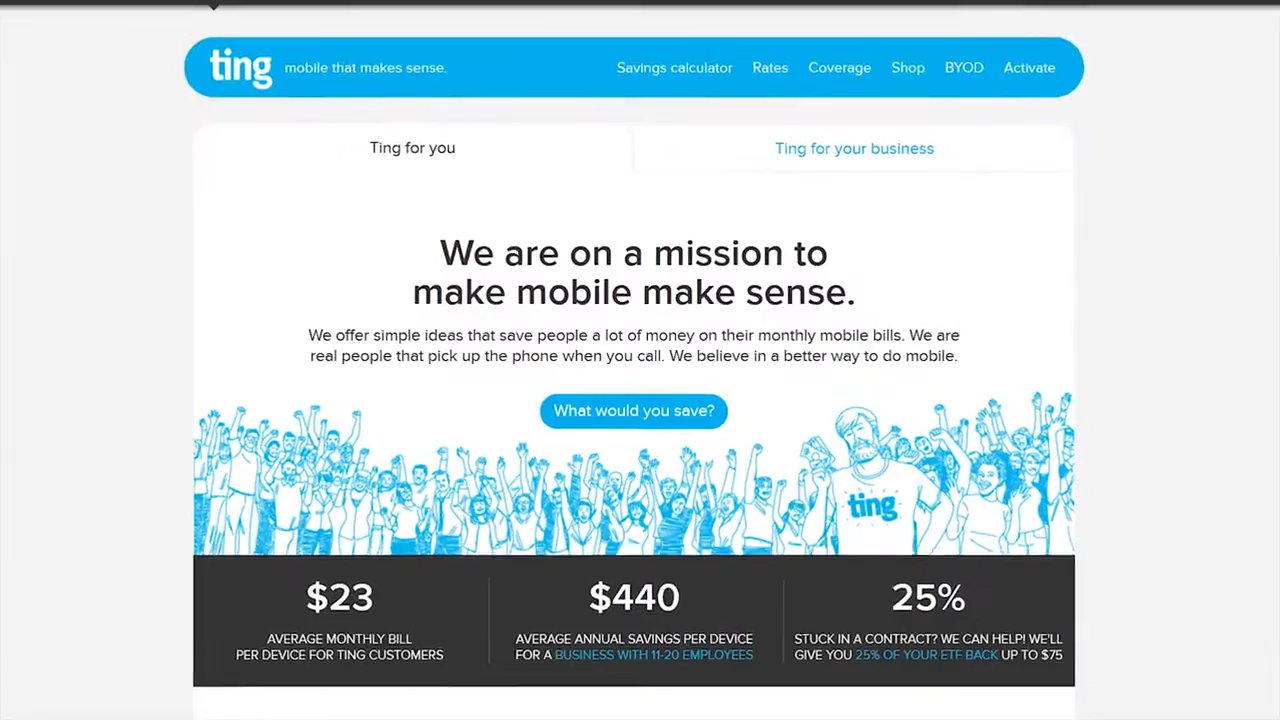 ting mobile that makes sense. Savings calculator Rates Coverage Shop BYOD Activate
Ting for you Ting for your business
We are on a mission to
make mobile make sense.
We offer simple ideas that save people a lot of money on their monthly mobile bills. We are
real people that pick up the phone when you call. We believe in a better way to do mobile.
What would you save?
ting
$23
AVERAGE MONTHLY BILL
PER DEVICE FOR TING CUSTOMERS
$440
AVERAGE ANNUAL SAVINGS PER DEVICE
FOR A BUSINESS WITH 11-20 EMPLOYEES
25%
STUCK IN A CONTRACT? WE CAN HELP! WE'LL
GIVE YOU 25% OF YOUR ETF BACK UP TO $75